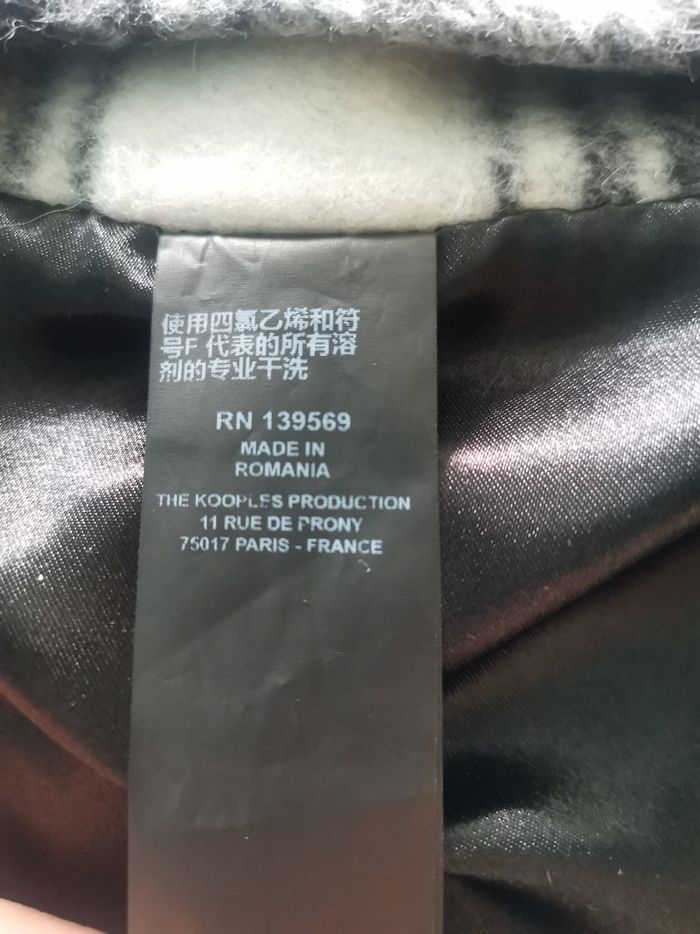 使用四氯乙烯和符
号F 代表的所有溶
剂的专业干洗
RN 139569
MADE IN
ROMANIA
THE KOOPLES PRODUCTION
11 RUE DE PRONY
75017 PARIS - FRANCE